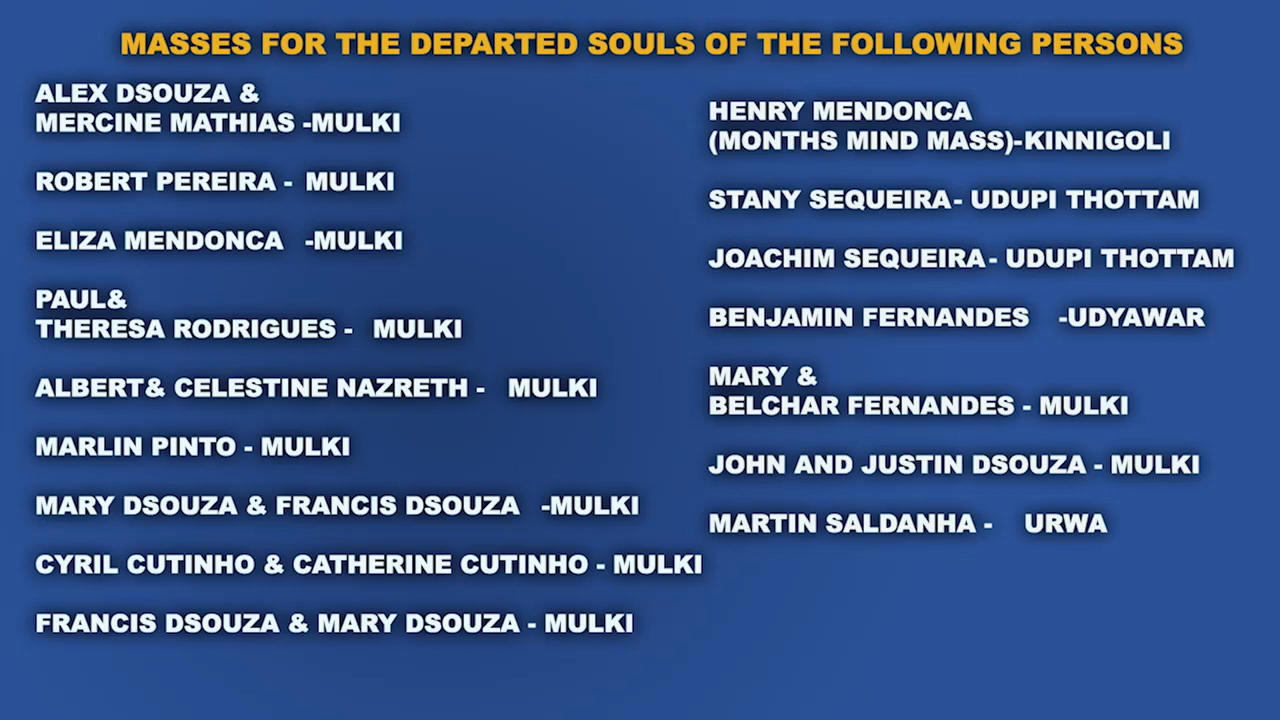 MASSES FOR THE DEPARTED SOULS OF THE FOLLOWING PERSONS
ALEX DSOUZA &
MERCINE MATHIAS -MULKI
ROBERT PEREIRA - MULKI
ELIZA MENDONCA -MULKI
PAUL&
THERESA RODRIGUES - MULKI
ALBERT& CELESTINE NAZRETH - MULKI
MARLIN PINTO - MULKI
MARY DSOUZA & FRANCIS DSOUZA -MULKI
CYRIL CUTINHO & CATHERINE CUTINHO - MULKI
FRANCIS DSOUZA & MARY DSOUZA - MULKI
HENRY MENDONCA
(MONTHS MIND MASS)-KINNIGOLI
STANY SEQUEIRA- UDUPI THOTTAM
JOACHIM SEQUEIRA- UDUPI THOTTAM
BENJAMIN FERNANDES -UDYAWAR
MARY &
BELCHAR FERNANDES - MULKI
JOHN AND JUSTIN DSOUZA - MULKI
MARTIN SALDANHA - URWA